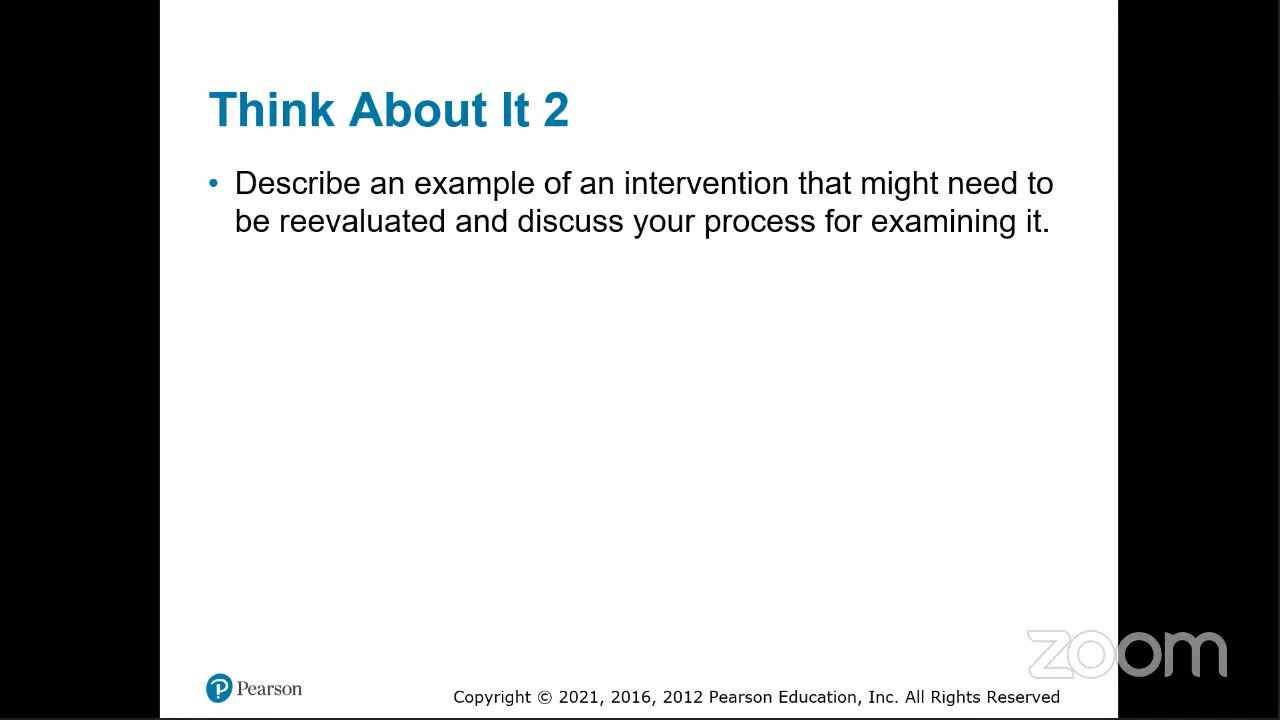 Think About It 2
• Describe an example of an intervention that might need to
be reevaluated and discuss your process for examining it.
zoom
Pearson
Copyright © 2021, 2016, 2012 Pearson Education, Inc. All Rights Reserved